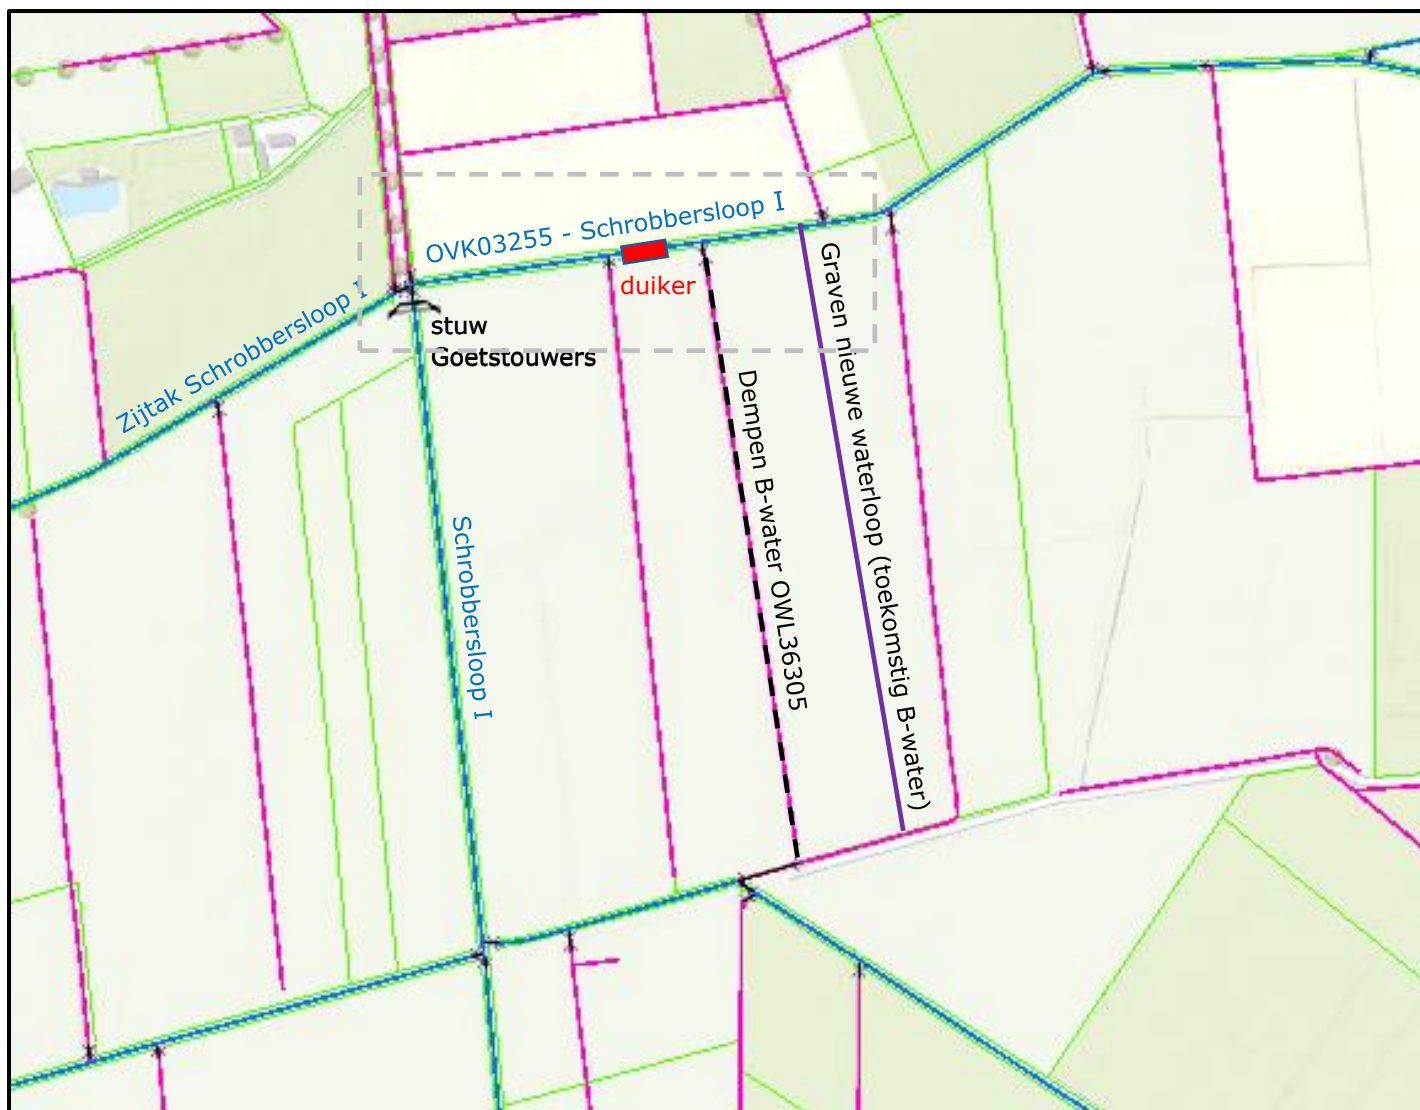 OVK03255 - Schrobbersloop I
duiker
Zijtak Schrobbersloop I
stuw
Goetstouwers
Graven nieuwe waterloop (toekomstig B-water)
Dempen B-water OWL36305
Schrobbersloop I